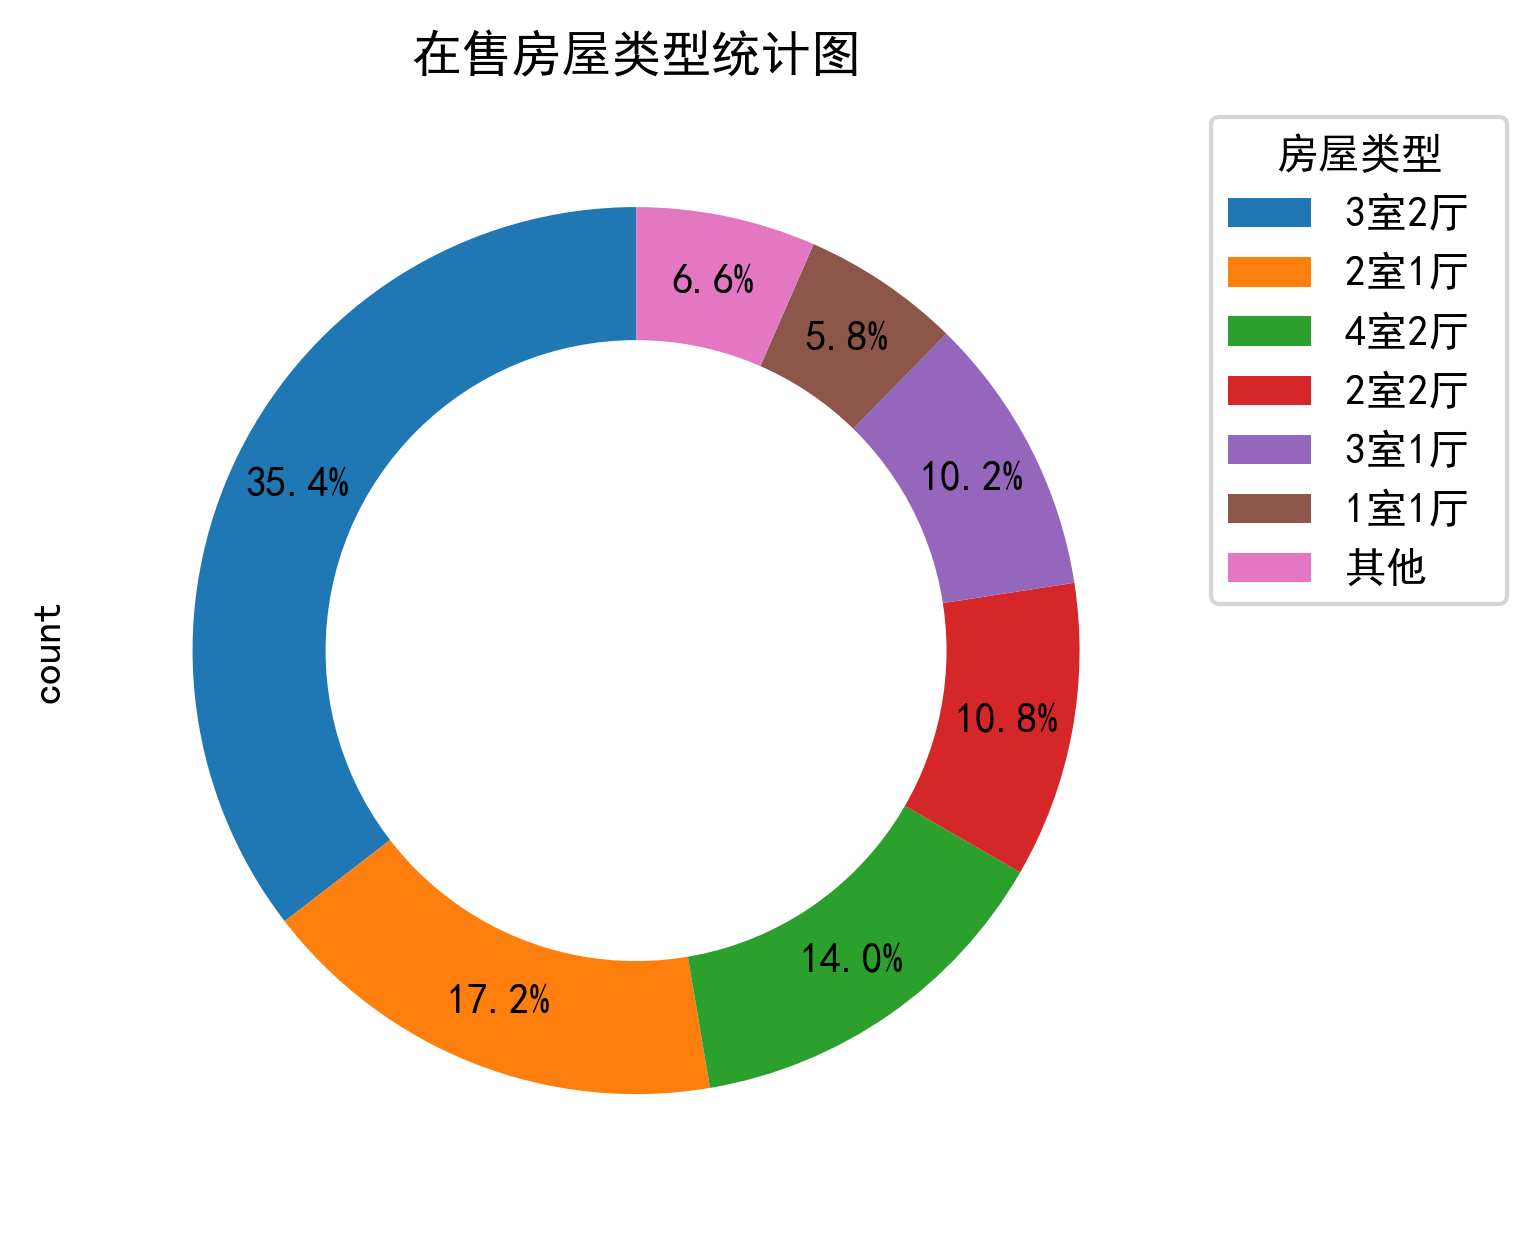 在售房屋类型统计图
房屋类型
3室2厅
2室1厅
4室2厅
2室2厅
3室1厅
1室1厅
其他
6.6%
5.8%
35.4%
10.2%
10.8%
14.0%
17.2%
count